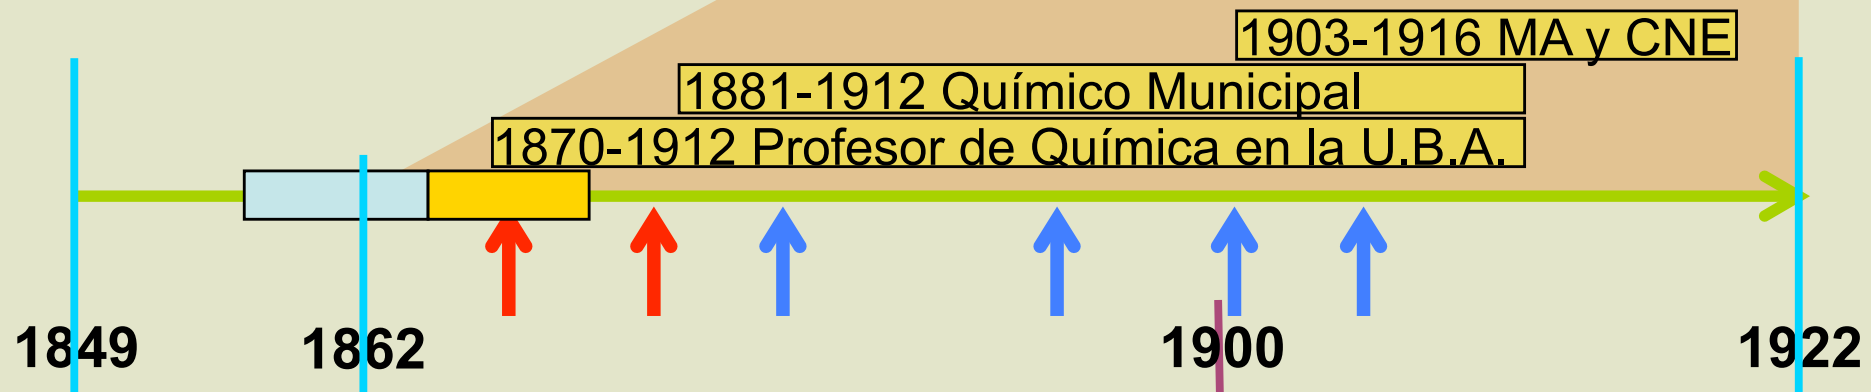 1903-1916 MA y CNE
1881-1912 Químico Municipal
1870-1912 Profesor de Química en la U.B.A.
1849
1862
1900
1922